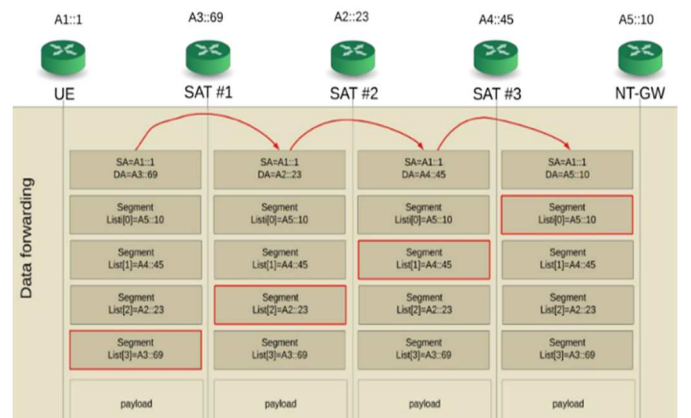 A1::1
A3::69
A2::23
A4::45
A5::10
UE
SAT #1
SAT #2
SAT #3
NT-GW
Data forwarding
SA=A1::1
DA=A3::69
Segment
Listi[0]=A5::10
Segment
List[1]=A4::45
Segment
List[2]=A2::23
Segment
List[3]=A3::69
payload
SA=A1::1
DA=A2::23
Segment
Listi[0]=A5::10
Segment
List[1]=A4::45
Segment
List[2]=A2::23
Segment
List[3]=A3::69
payload
SA=A1::1
DA=A4::45
Segment
Listi[0]=A5::10
Segment
List[1]=A4::45
Segment
List[2]=A2::23
Segment
List[3]=A3::69
payload
SA=A1::1
DA=A5::10
Segment
Listi[0]=A5::10
Segment
List[1]=A4::45
Segment
List[2]=A2::23
Segment
List[3]=A3::69
payload